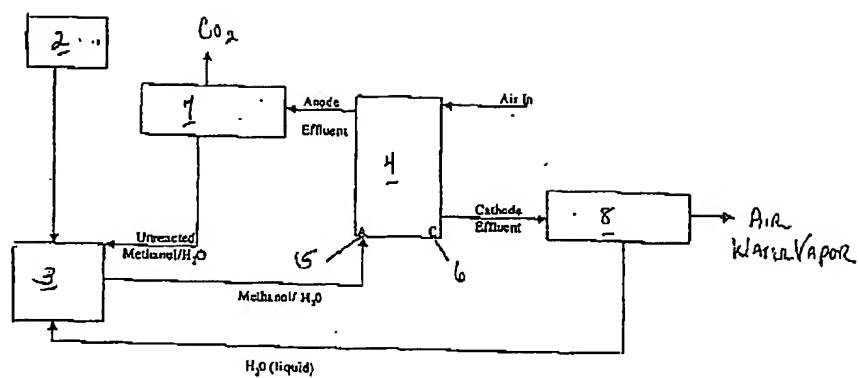 CO₂
2
7
Anode
Effluent
Air In
4
Cathode
Effluent
8
AIR
WATER VAPOR
Unreacted
Methanol/H₂O
A
C
5
6
3
Methanol/ H₂O
H₂O (liquid)